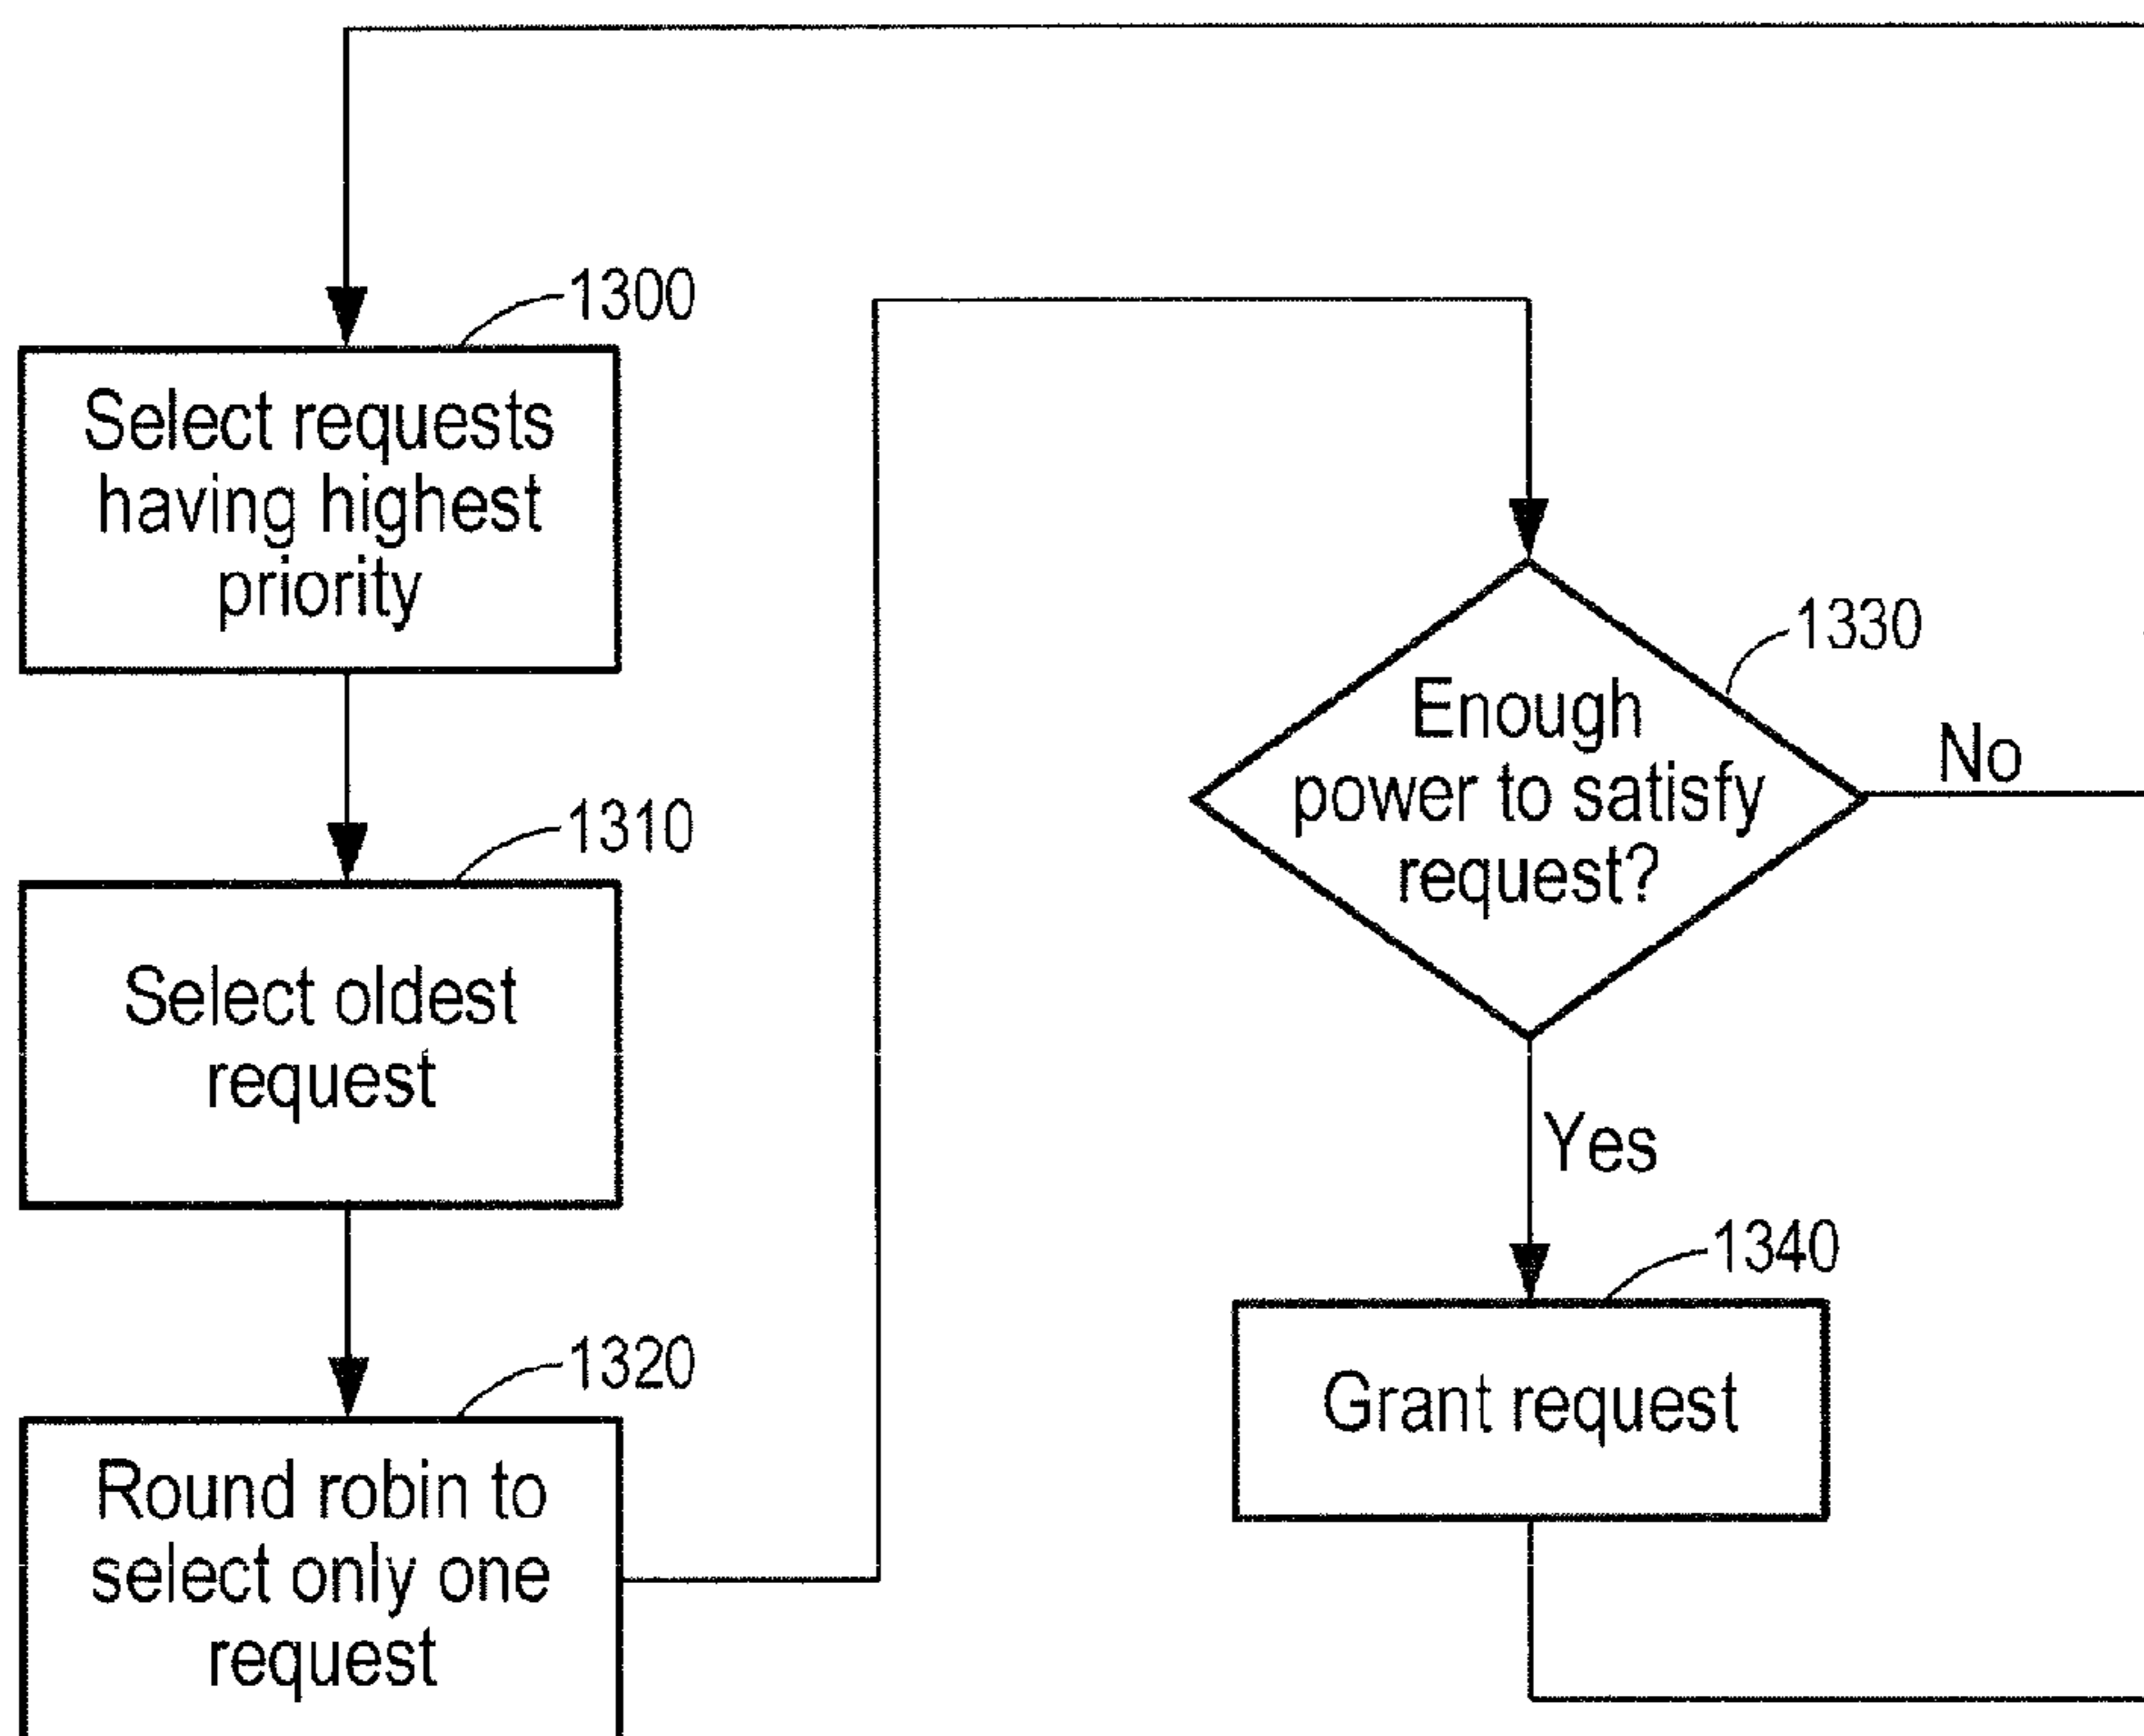 1300
Select requests
having highest
priority
1310
Select oldest
request
1320
Round robin to
select only one
request
1330
Enough
power to satisfy
request?
No
Yes
1340
Grant request